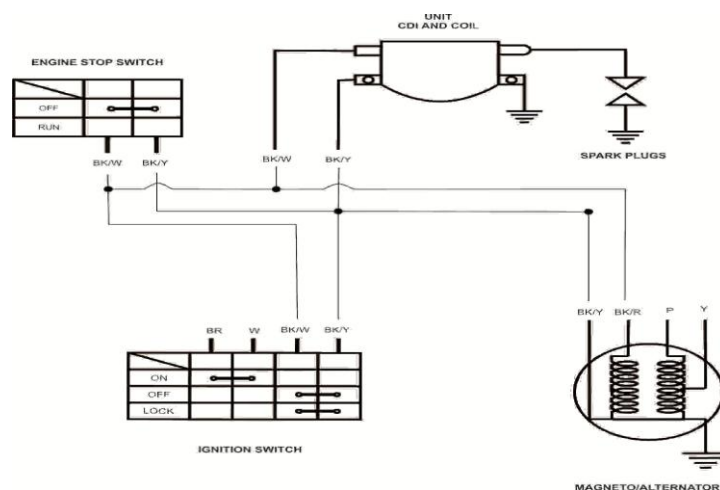 UNIT
CDI AND COIL
ENGINE STOP SWITCH
OFF
RUN
BK/W BK/Y
BK/W BK/Y
SPARK PLUGS
BR W BK/W BK/Y
BK/Y BK/R P Y
ON
OFF
LOCK
IGNITION SWITCH
MAGNETO/ALTERNATOR